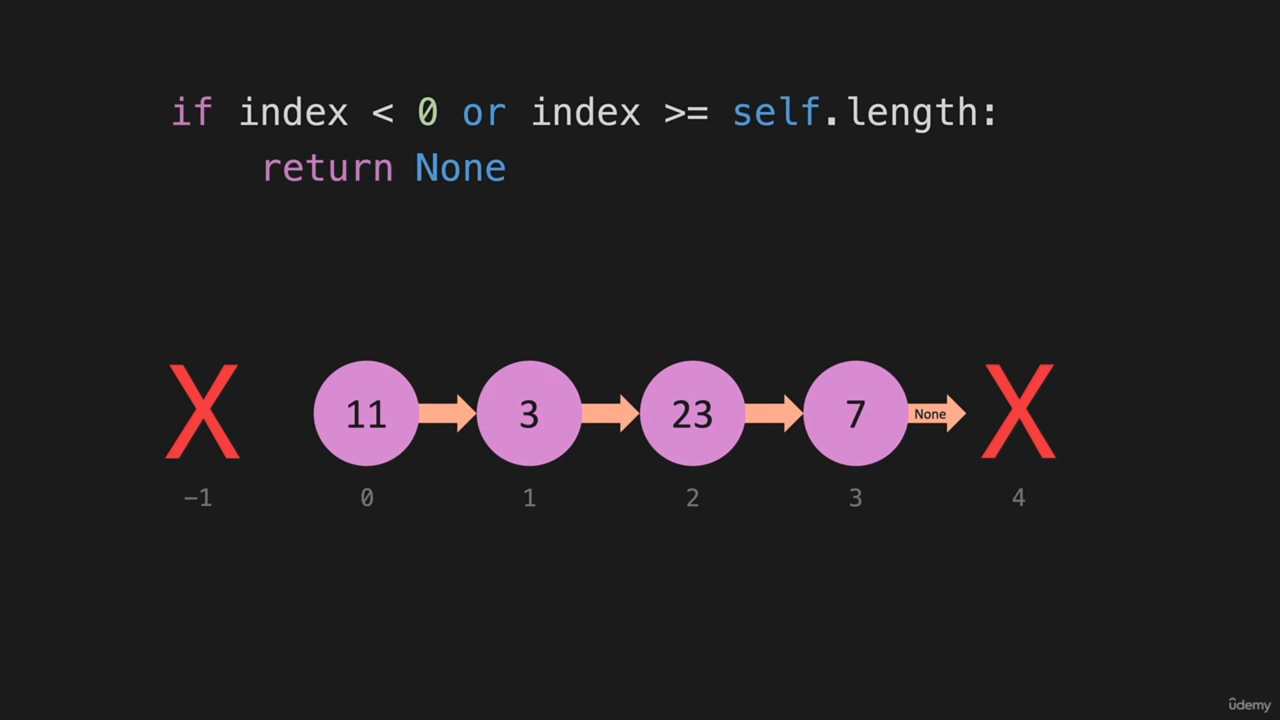 if index < 0 or index >= self.length:
    return None
X 11 3 23 7 None X
−1 0 1 2 3 4
ûdemy